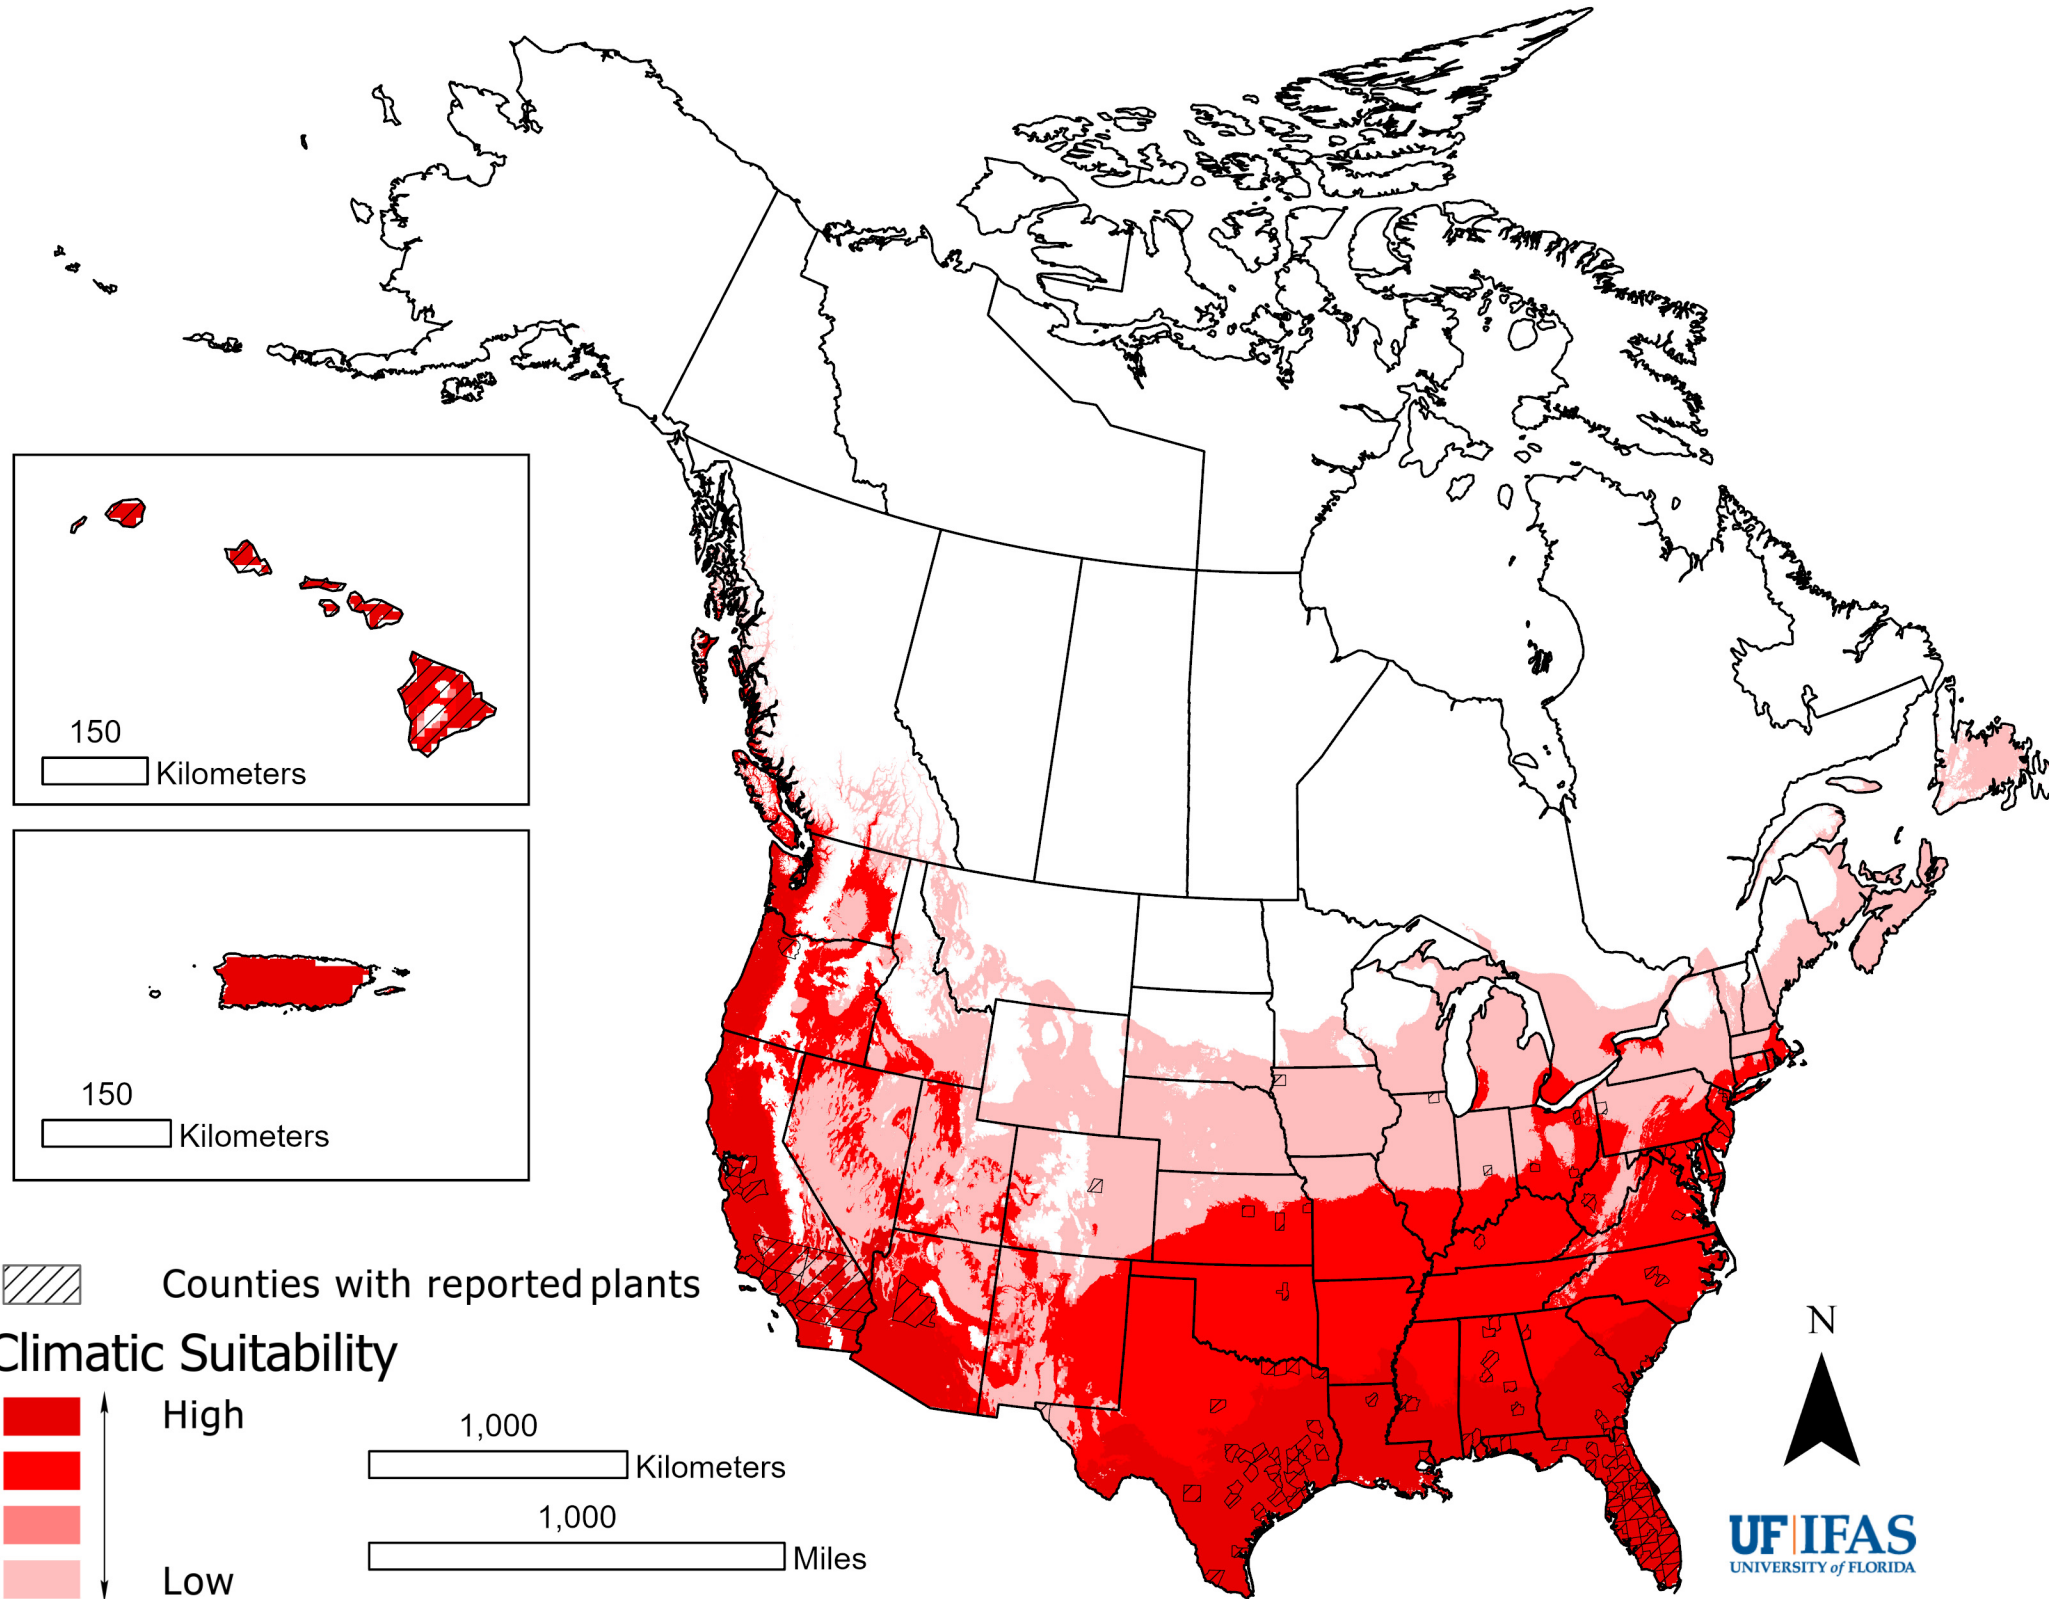 150
Kilometers
150
Kilometers
Counties with reported plants
Climatic Suitability
High
Low
1,000
Kilometers
1,000
Miles
N
UF|IFAS
UNIVERSITY of FLORIDA